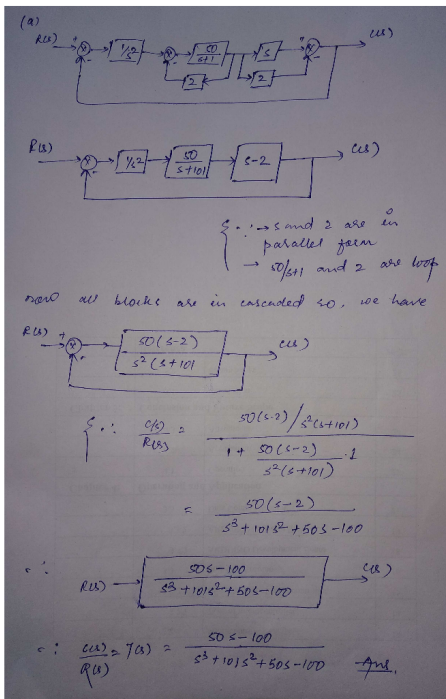 (a)
R(s) + - 1/s² - 50/s+1 s + - C(s)
2 2
R(s) - 1/s² 50/s+101 s-2 C(s)
{ ∵ → s and 2 are in
parallel form
→ 50/s+1 and 2 are loop
now all blocks are in cascaded so, we have
R(s) + - 50(s-2)/s²(s+101 C(s)
{ ∵ C(s)/R(s) = 50(s-2)/s²(s+101) / 1+ 50(s-2)/s²(s+101) .1
= 50(s-2)/s³+101s²+50s-100
∴ R(s) 50s-100/s³+101s²+50s-100 C(s)
∴ C(s)/R(s) = T(s) = 50s-100/s³+101s²+50s-100 Ans.